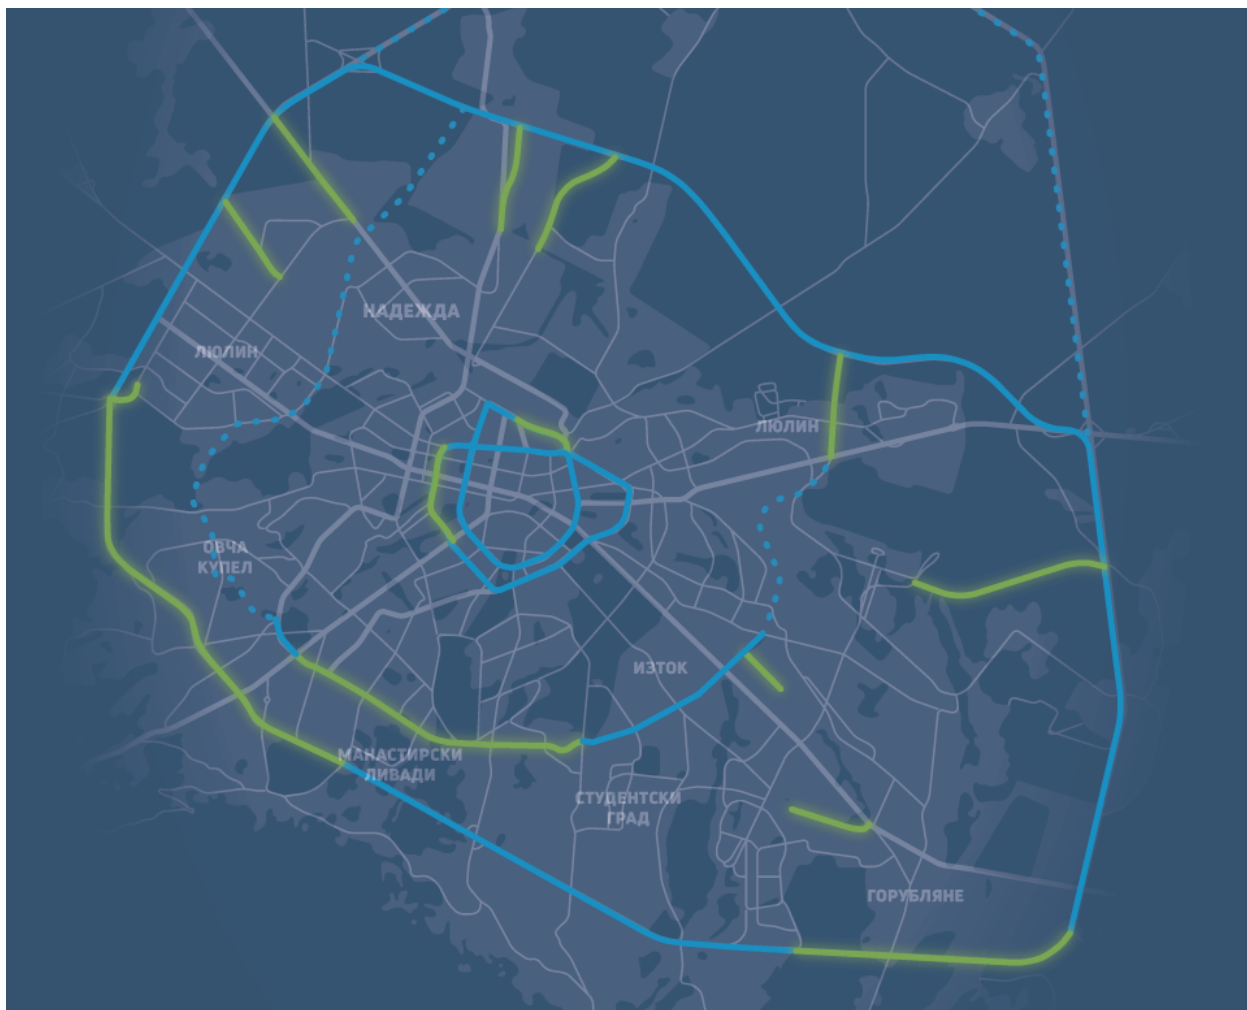 НАДЕЖДА
ЛЮЛИН
ЛЮЛИН
ОВЧА
КУПЕЛ
ИЗТОК
МАНАСТИРСКИ
ЛИВАДИ
СТУДЕНТСКИ
ГРАД
ГОРУБЛЯНЕ